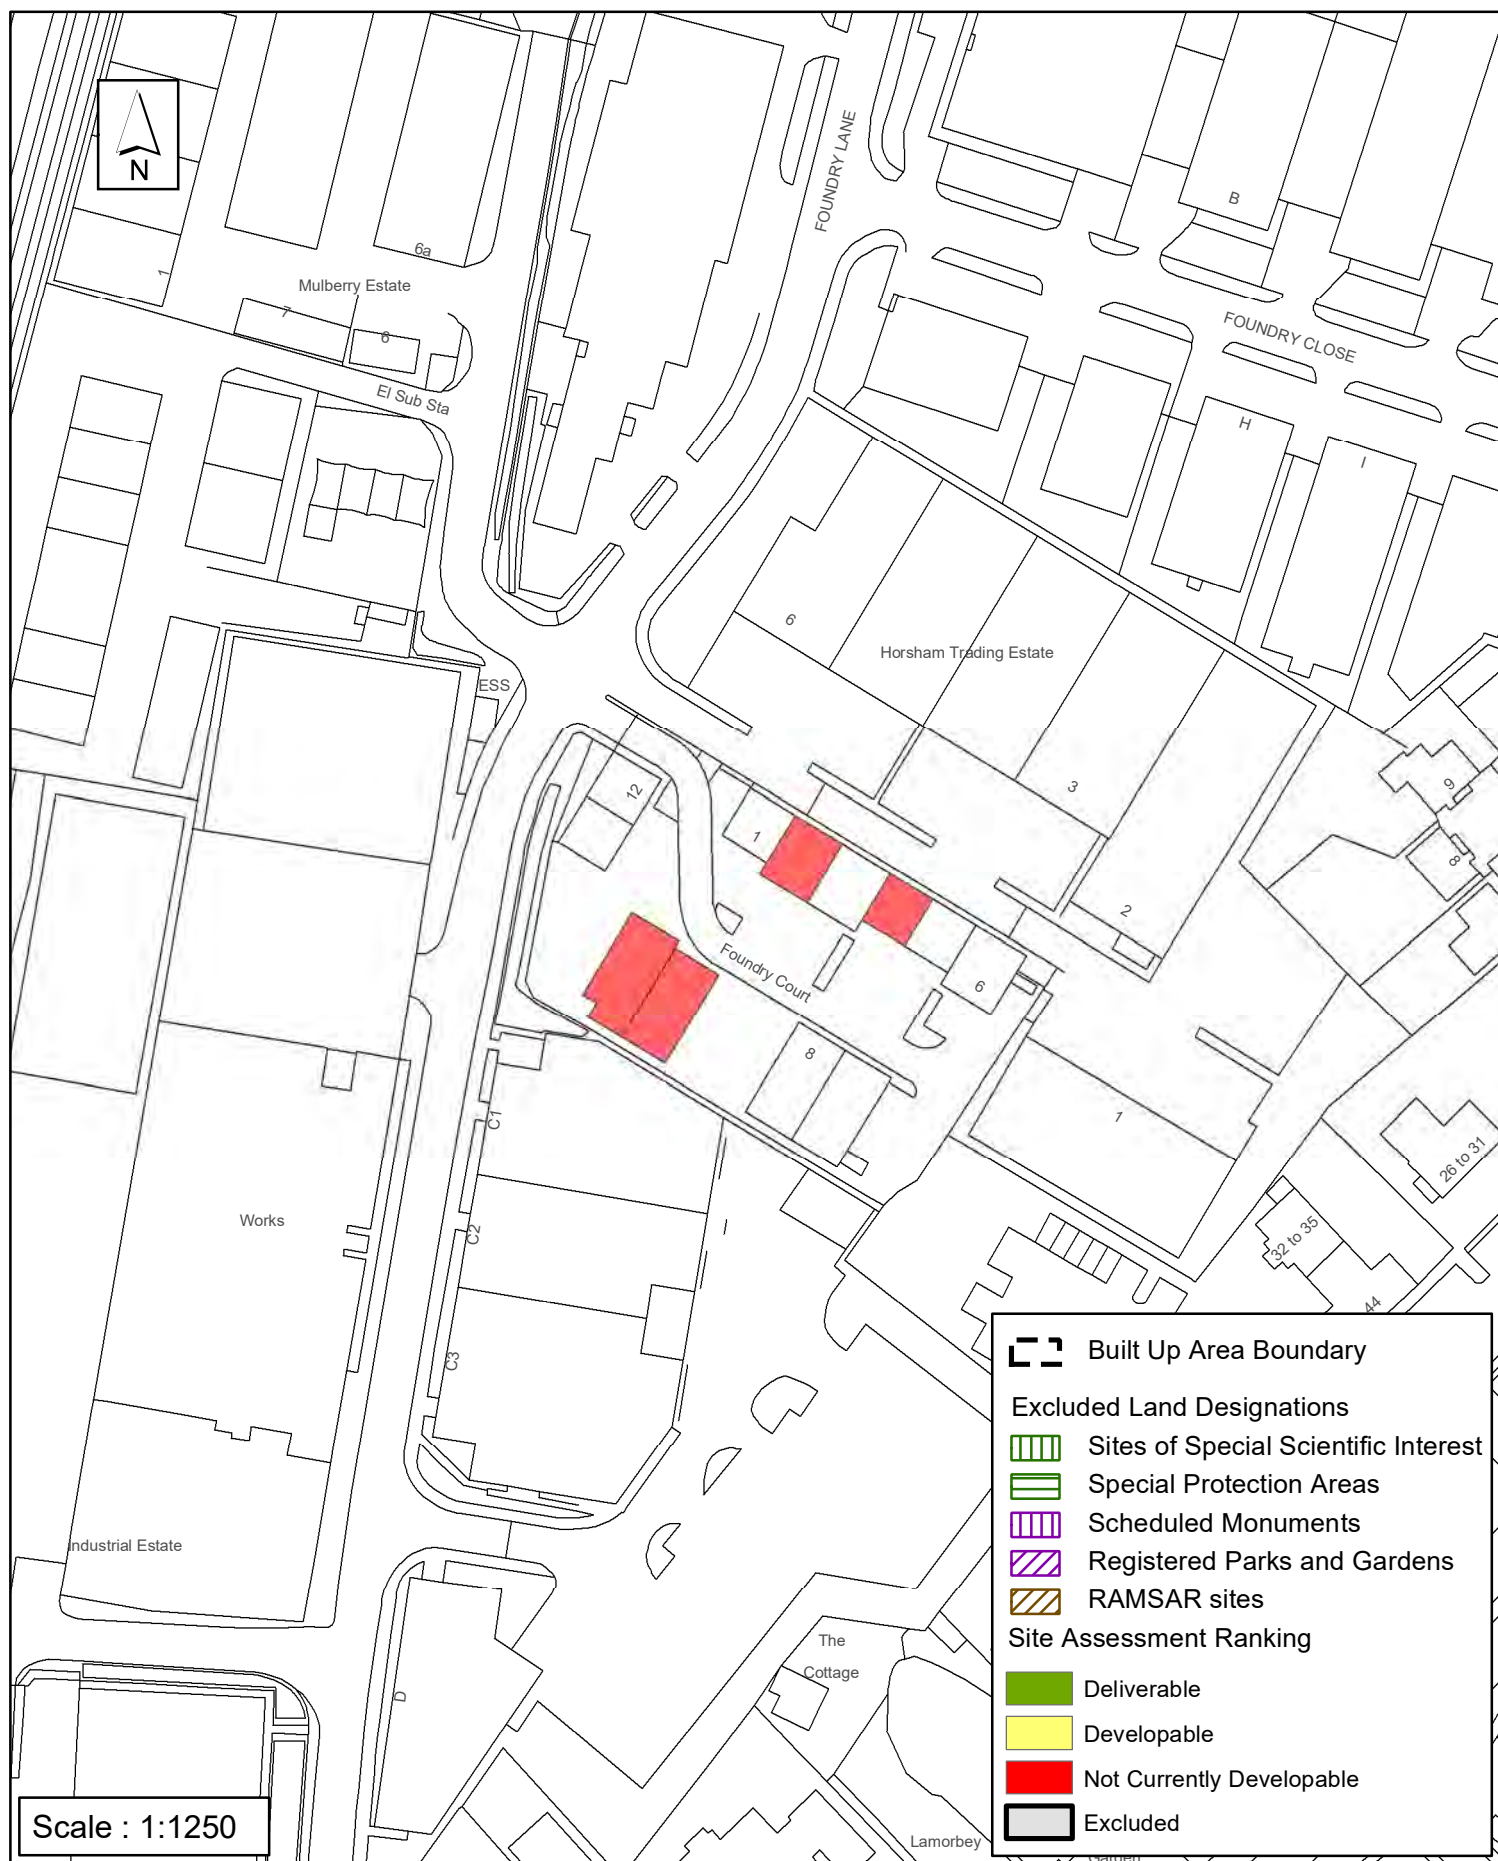 N
FOUNDRY LANE
B
6a
1
Mulberry Estate
7
6
FOUNDRY CLOSE
El Sub Sta
H
I
6
Horsham Trading Estate
ESS
3
9
12
1
8
2
Foundry Court
6
8
1
C1
26 to 31
Works
C2
32 to 35
44
C3
Industrial Estate
The
Cottage
D
Lamorbey
Garden
Built Up Area Boundary
Excluded Land Designations
Sites of Special Scientific Interest
Special Protection Areas
Scheduled Monuments
Registered Parks and Gardens
RAMSAR sites
Site Assessment Ranking
Deliverable
Developable
Not Currently Developable
Excluded
Scale : 1:1250